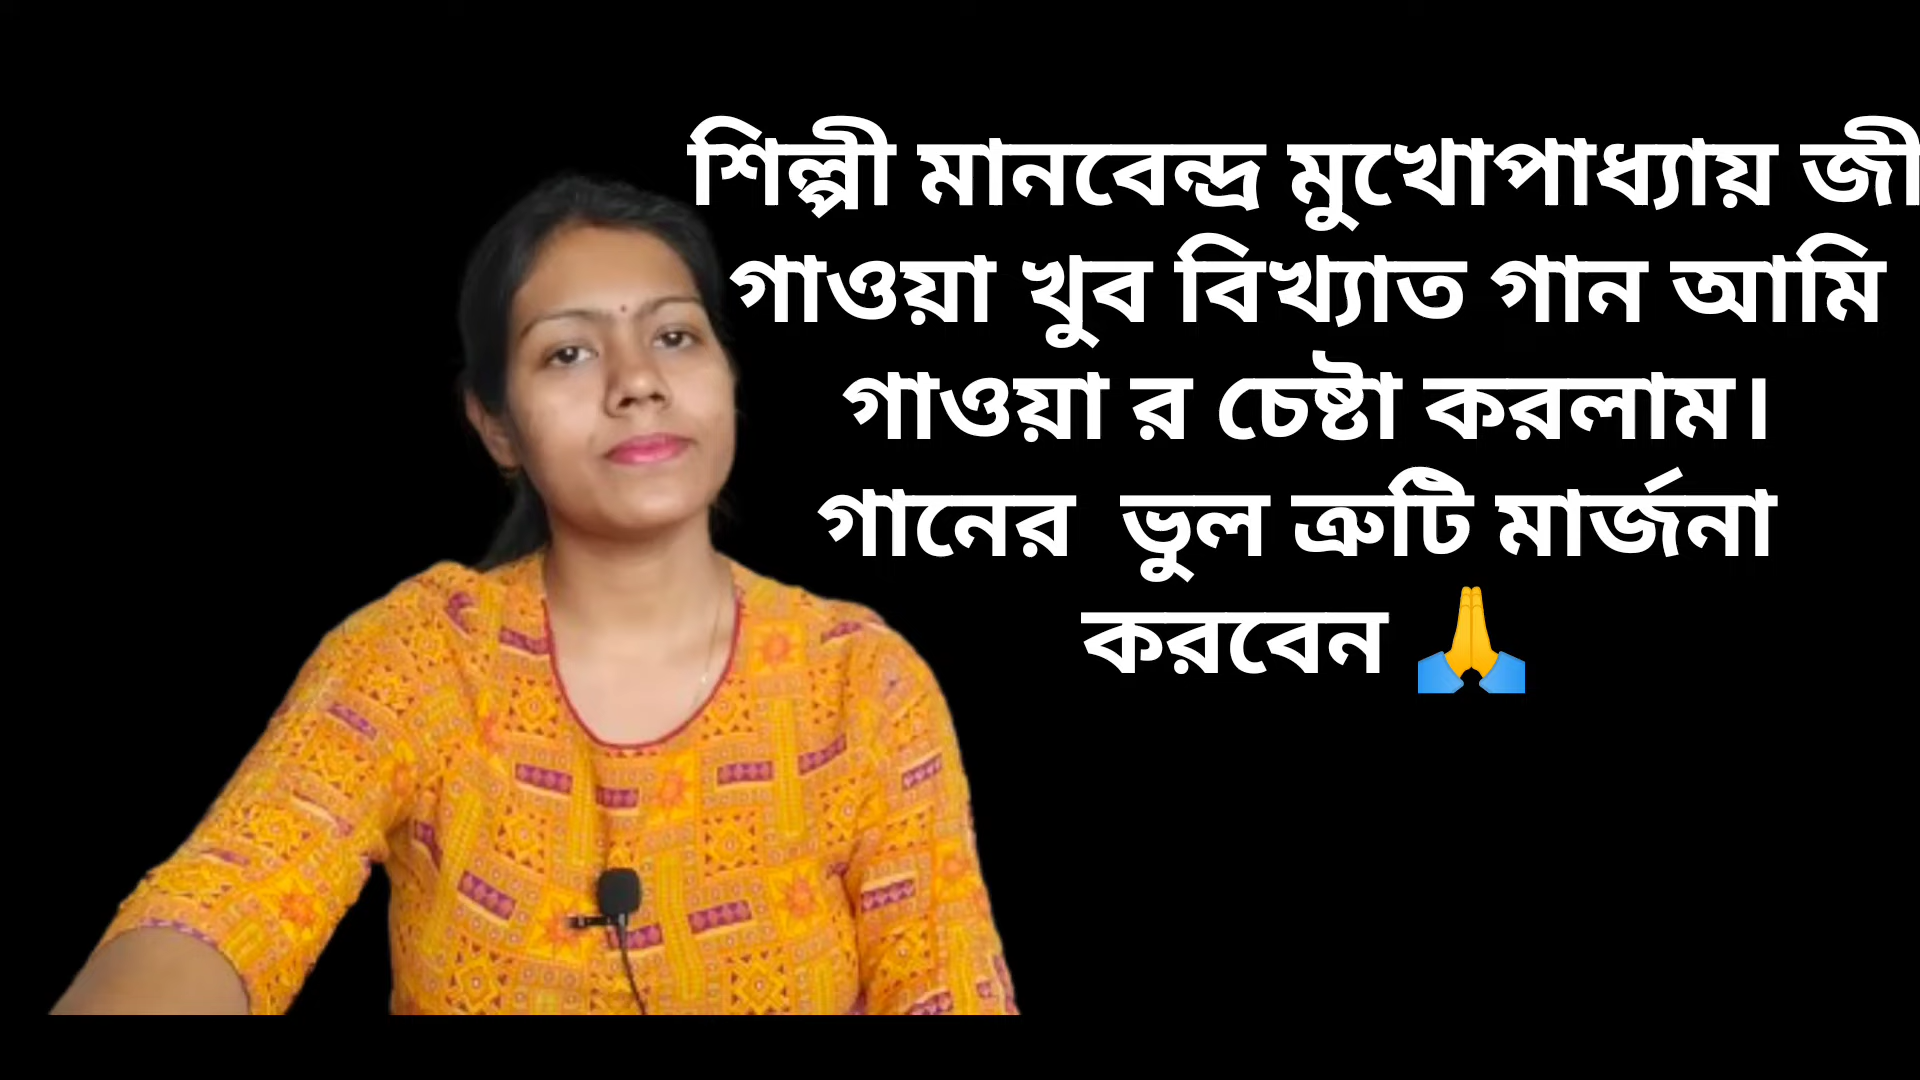 শিল্পী মানবেন্দ্র মুখোপাধ্যায় জী
গাওয়া খুব বিখ্যাত গান আমি
গাওয়া র চেষ্টা করলাম।
গানের  ভুল ত্রুটি মার্জনা
করবেন 🙏